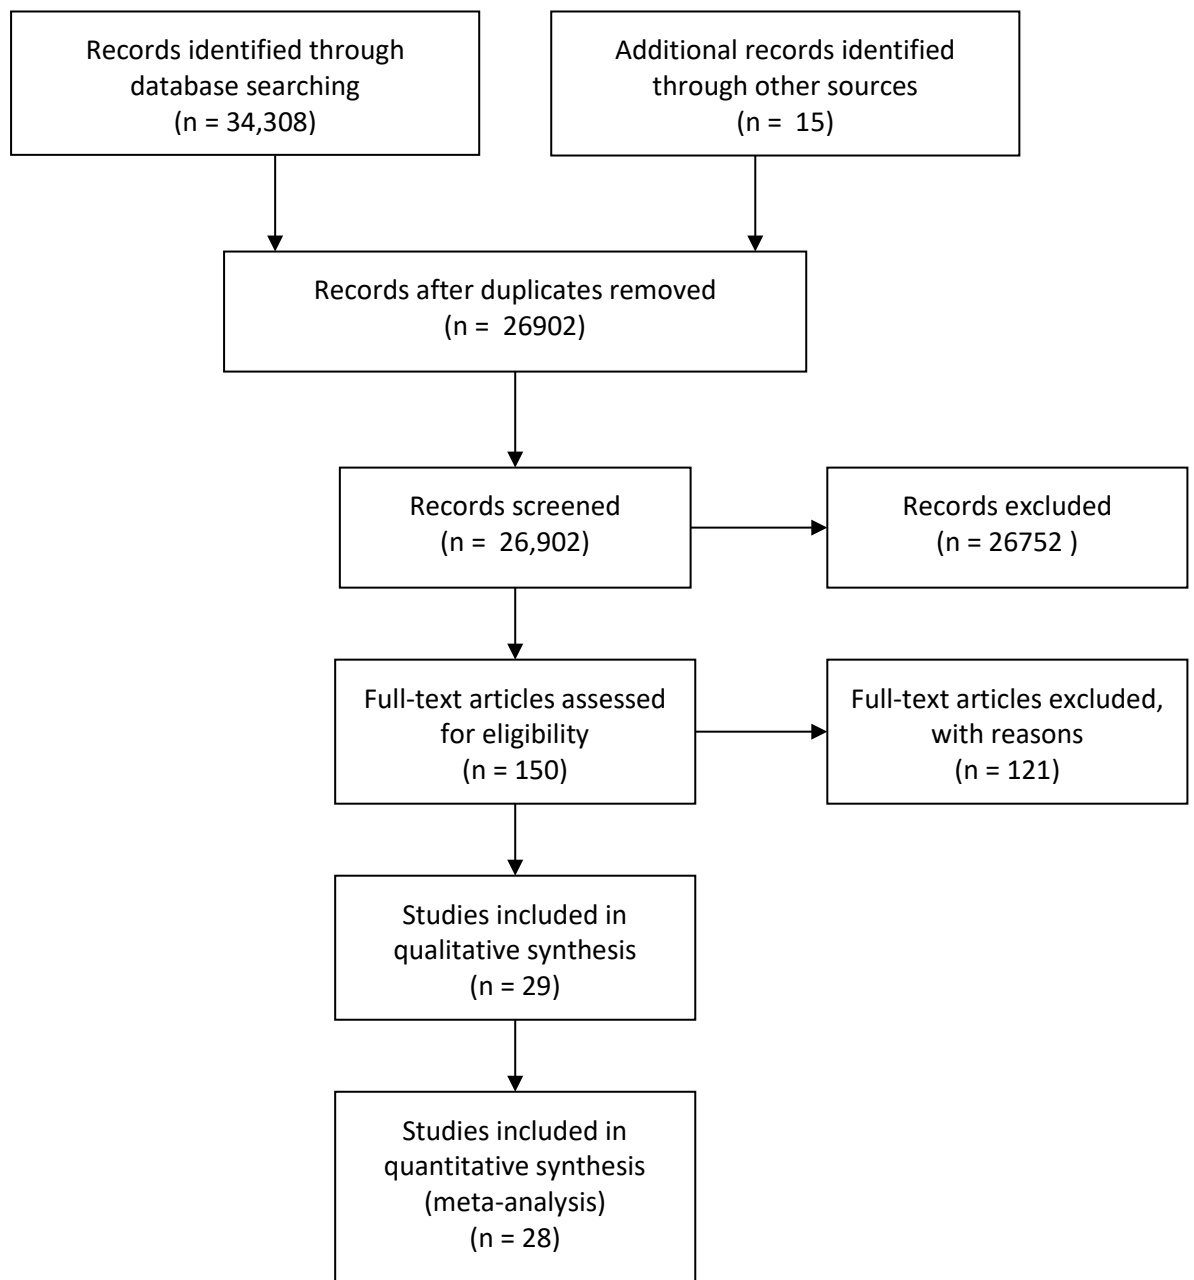 Records identified through
database searching
(n = 34,308)
Additional records identified
through other sources
(n =  15)
Records after duplicates removed
(n =  26902)
Records screened
(n =  26,902)
Records excluded
(n = 26752 )
Full-text articles assessed
for eligibility
(n = 150)
Full-text articles excluded,
with reasons
(n = 121)
Studies included in
qualitative synthesis
(n = 29)
Studies included in
quantitative synthesis
(meta-analysis)
(n = 28)